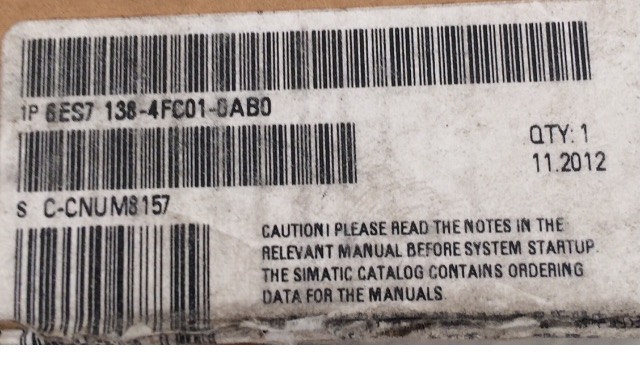 1P 6ES7 138-4FC01-0AB0
QTY: 1
11.2012
S C-CNUM8157
CAUTION! PLEASE READ THE NOTES IN THE
RELEVANT MANUAL BEFORE SYSTEM STARTUP.
THE SIMATIC CATALOG CONTAINS ORDERING
DATA FOR THE MANUALS.